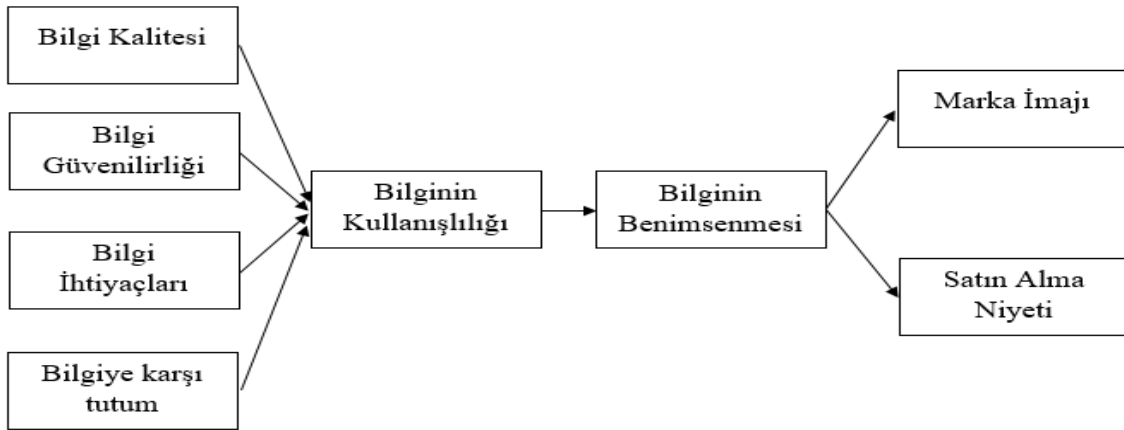 Bilgi Kalitesi
Bilgi
Güvenilirliği
Bilgi
İhtiyaçları
Bilgiye karşı
tutum
Bilginin
Kullanışlılığı
Bilginin
Benimsenmesi
Marka İmajı
Satın Alma
Niyeti